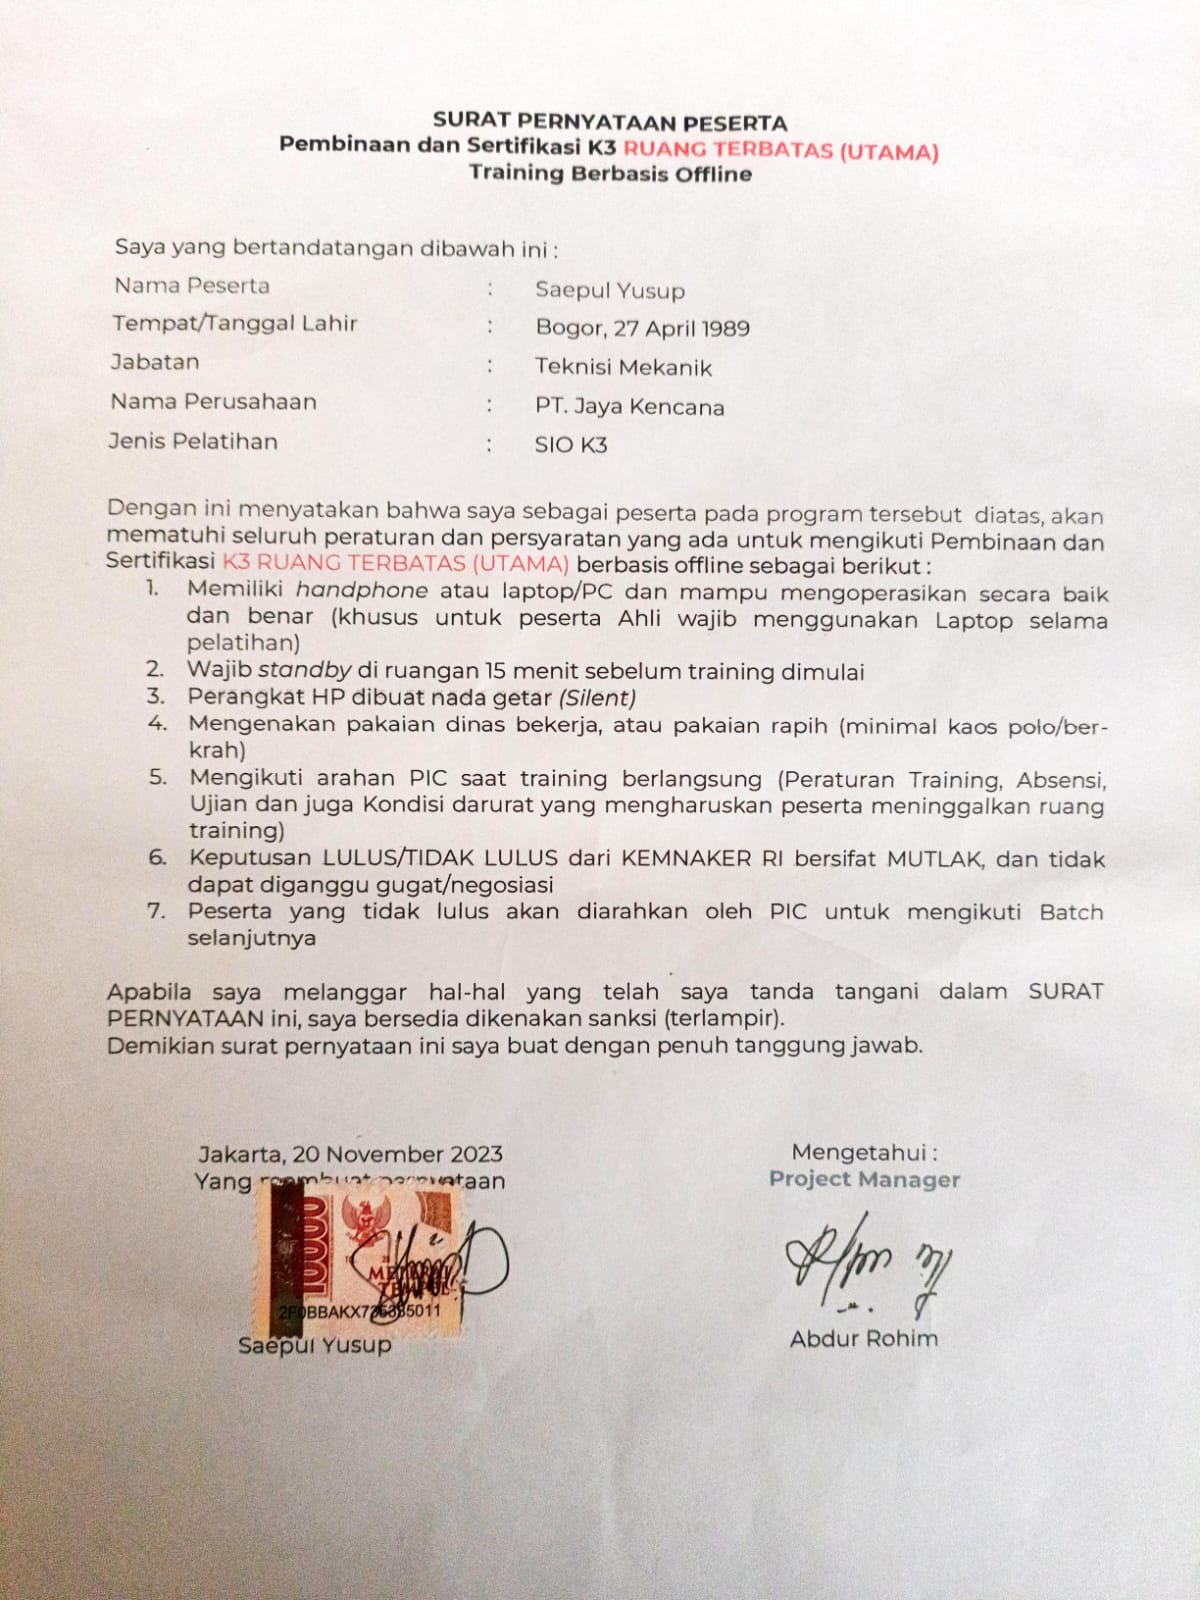 SURAT PERNYATAAN PESERTA
Pembinaan dan Sertifikasi K3 RUANG TERBATAS (UTAMA)
Training Berbasis Offline
Saya yang bertandatangan dibawah ini :
Nama Peserta : Saepul Yusup
Tempat/Tanggal Lahir : Bogor, 27 April 1989
Jabatan : Teknisi Mekanik
Nama Perusahaan : PT. Jaya Kencana
Jenis Pelatihan : SIO K3
Dengan ini menyatakan bahwa saya sebagai peserta pada program tersebut diatas, akan
mematuhi seluruh peraturan dan persyaratan yang ada untuk mengikuti Pembinaan dan
Sertifikasi K3 RUANG TERBATAS (UTAMA) berbasis offline sebagai berikut :
1. Memiliki handphone atau laptop/PC dan mampu mengoperasikan secara baik
dan benar (khusus untuk peserta Ahli wajib menggunakan Laptop selama
pelatihan)
2. Wajib standby di ruangan 15 menit sebelum training dimulai
3. Perangkat HP dibuat nada getar (Silent)
4. Mengenakan pakaian dinas bekerja, atau pakaian rapih (minimal kaos polo/ber-
krah)
5. Mengikuti arahan PIC saat training berlangsung (Peraturan Training, Absensi,
Ujian dan juga Kondisi darurat yang mengharuskan peserta meninggalkan ruang
training)
6. Keputusan LULUS/TIDAK LULUS dari KEMNAKER RI bersifat MUTLAK, dan tidak
dapat diganggu gugat/negosiasi
7. Peserta yang tidak lulus akan diarahkan oleh PIC untuk mengikuti Batch
selanjutnya
Apabila saya melanggar hal-hal yang telah saya tanda tangani dalam SURAT
PERNYATAAN ini, saya bersedia dikenakan sanksi (terlampir).
Demikian surat pernyataan ini saya buat dengan penuh tanggung jawab.
Jakarta, 20 November 2023
Yang membuat pernyataan
10000
TEMPEL
Saepul Yusup
Mengetahui :
Project Manager
Abdur Rohim